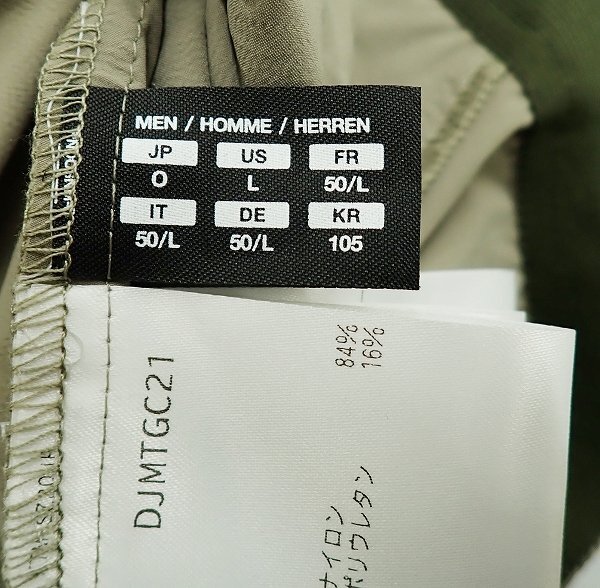 MEN / HOMME / HERREN
JP US FR
O L 50/L
IT DE KR
50/L 50/L 105
DJMTGC21
ナイロン 84%
ポリウレタン 16%